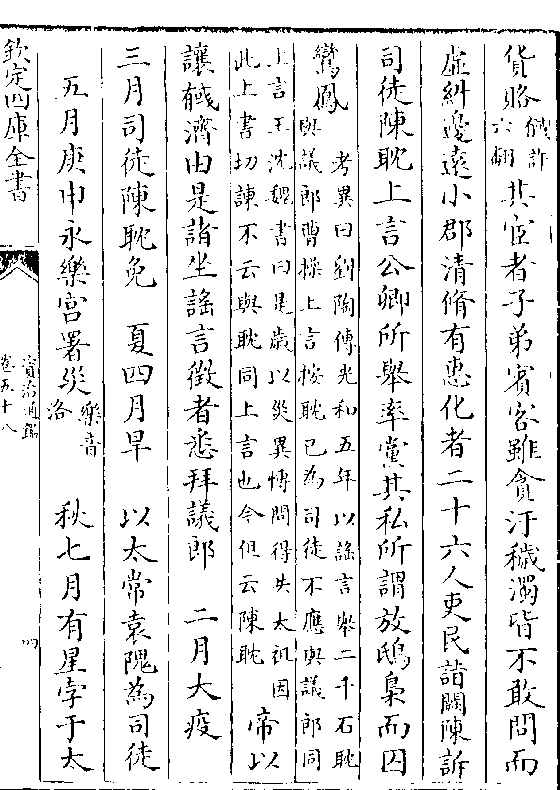 貨賂戫許六翻其宦者子弟賓客雖貪汙穢濁皆不敢問而
虛糾邊遠小郡清脩有惠化者二十六人吏民詣闕陳訴
司徒陳耽上言公卿所舉率黨其私所謂放鴟梟而囚
鸞鳳考異曰劉陶傳光和五年以謠言舉二千石耽
與議郎曹操上言按耽已為司徒不應與議郎同
上言王沈魏書曰是歲以災異博問得失太祖因
此上書切諫不云與耽同上言也今但云陳耽帝以
讓戫濟由是諸坐謠言徵者悉拜議郎 二月大疫
三月司徒陳耽免 夏四月旱 以太常袁隗為司徒
五月庚申永樂宮署災樂音洛 秋七月有星孛于太
欽定四庫全書
資治通鑑
卷五十八
四